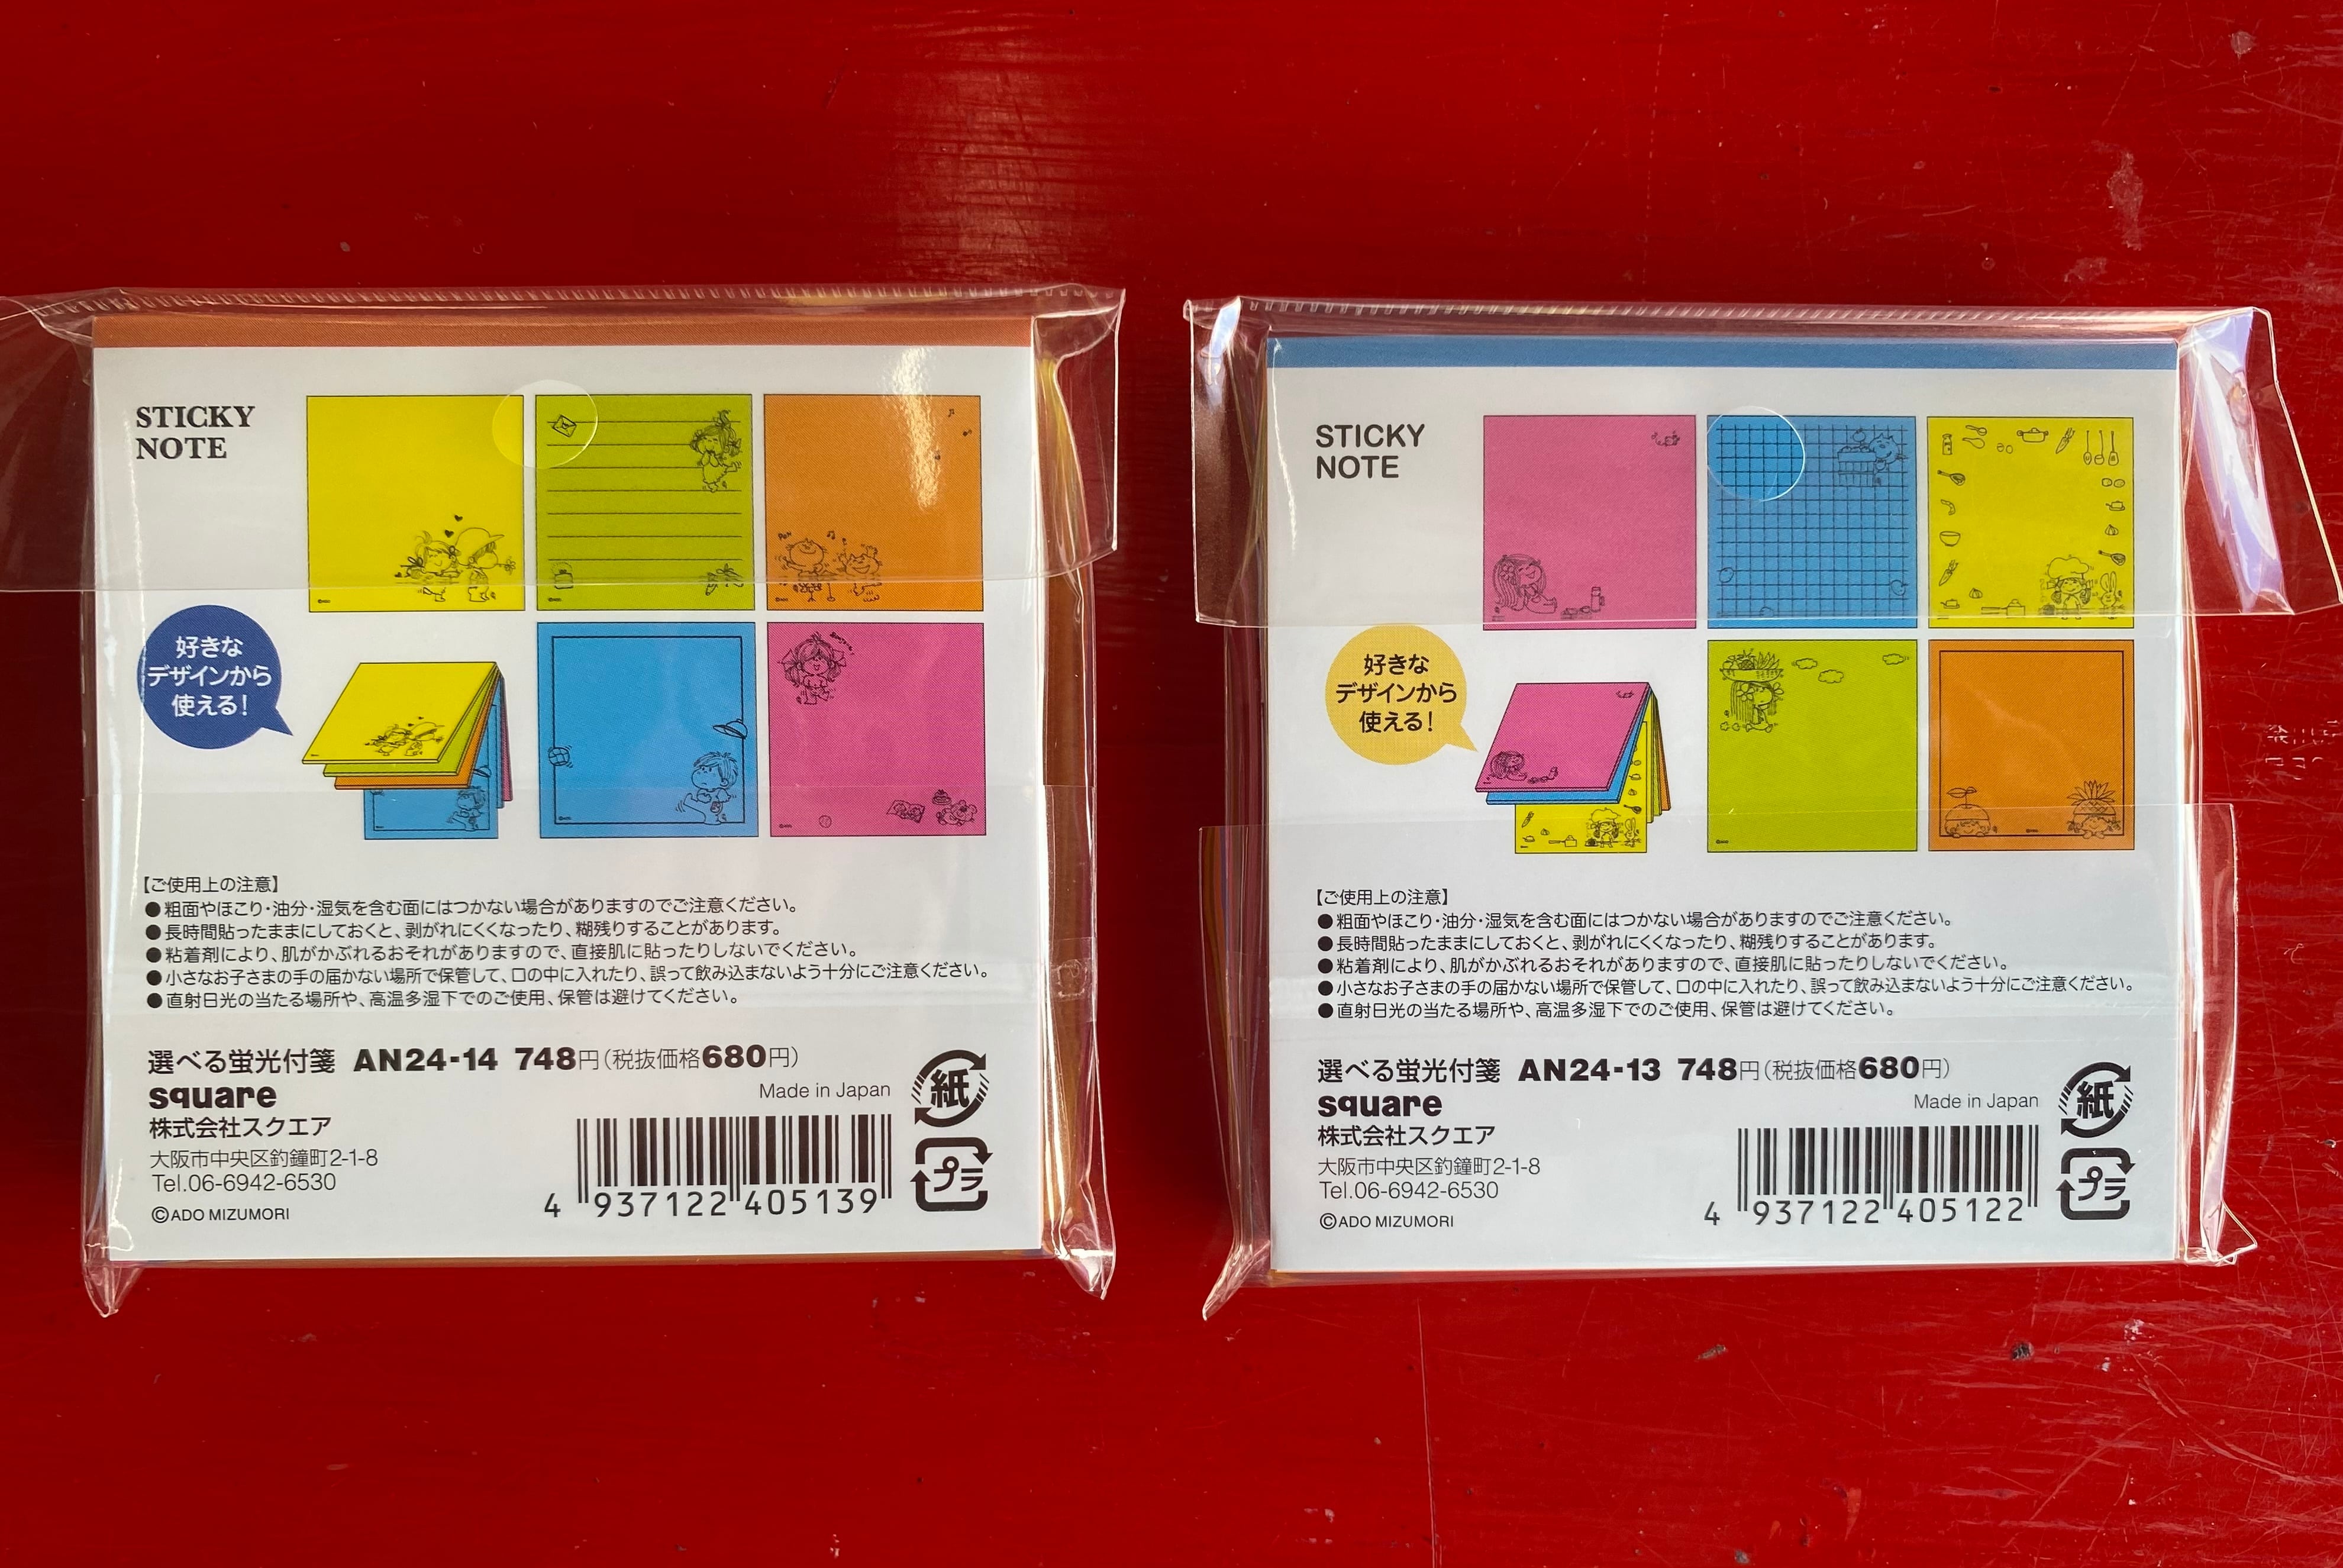 STICKY
NOTE
好きな
デザインから
使える！
【ご使用上の注意】
●粗面やほこり・油分・湿気を含む面にはつかない場合がありますのでご注意ください。
●長時間貼ったままにしておくと、剥がれにくくなったり、糊残りすることがあります。
●粘着剤により、肌がかぶれるおそれがありますので、直接肌に貼ったりしないでください。
●小さなお子さまの手の届かない場所で保管して、口の中に入れたり、誤って飲み込まないよう十分にご注意ください。
●直射日光の当たる場所や、高温多湿下でのご使用、保管は避けてください。
選べる蛍光付箋 AN24-14 748円（税抜価格680円）
square
Made in Japan
株式会社スクエア
大阪市中央区釣鐘町2-1-8
Tel.06-6942-6530
©ADO MIZUMORI
4 937122 405139
紙
プラ
STICKY
NOTE
好きな
デザインから
使える！
【ご使用上の注意】
●粗面やほこり・油分・湿気を含む面にはつかない場合がありますのでご注意ください。
●長時間貼ったままにしておくと、剥がれにくくなったり、糊残りすることがあります。
●粘着剤により、肌がかぶれるおそれがありますので、直接肌に貼ったりしないでください。
●小さなお子さまの手の届かない場所で保管して、口の中に入れたり、誤って飲み込まないよう十分にご注意ください。
●直射日光の当たる場所や、高温多湿下でのご使用、保管は避けてください。
選べる蛍光付箋 AN24-13 748円（税抜価格680円）
square
Made in Japan
株式会社スクエア
大阪市中央区釣鐘町2-1-8
Tel.06-6942-6530
©ADO MIZUMORI
4 937122 405122
紙
プラ